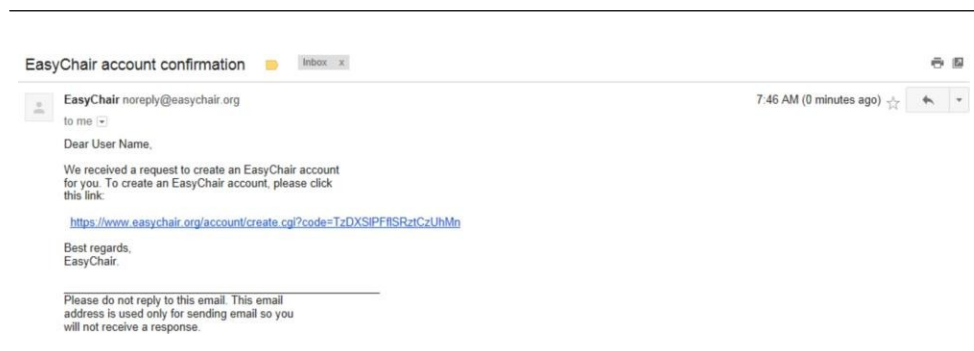 EasyChair account confirmation Inbox x
EasyChair noreply@easychair.org 7:46 AM (0 minutes ago)
to me
Dear User Name,
We received a request to create an EasyChair account
for you. To create an EasyChair account, please click
this link:
https://www.easychair.org/account/create.cgi?code=TzDXSIPFflSRztCzUhMn
Best regards,
EasyChair.
Please do not reply to this email. This email
address is used only for sending email so you
will not receive a response.